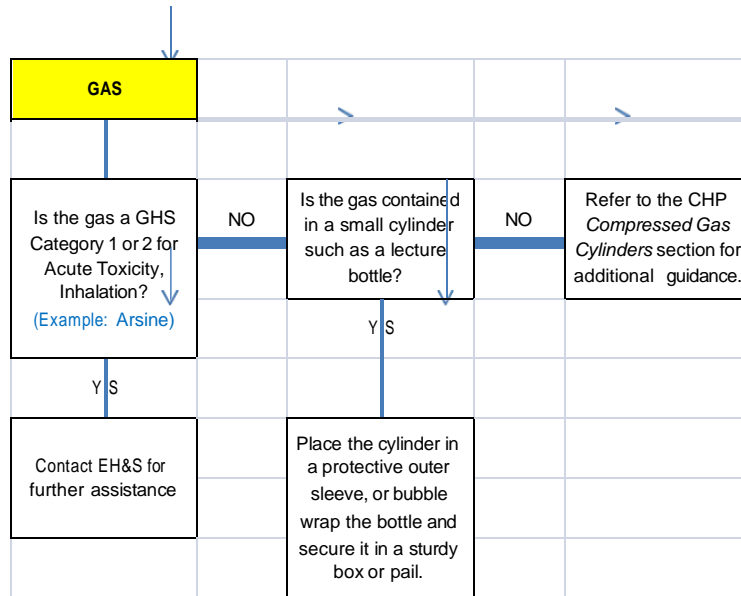 GAS
Is the gas a GHS
Category 1 or 2 for
Acute Toxicity,
Inhalation?
(Example: Arsine)
NO
Is the gas contained
in a small cylinder
such as a lecture
bottle?
NO
Refer to the CHP
Compressed Gas
Cylinders section for
additional guidance.
Y S
Y S
Contact EH&S for
further assistance
Place the cylinder in
a protective outer
sleeve, or bubble
wrap the bottle and
secure it in a sturdy
box or pail.